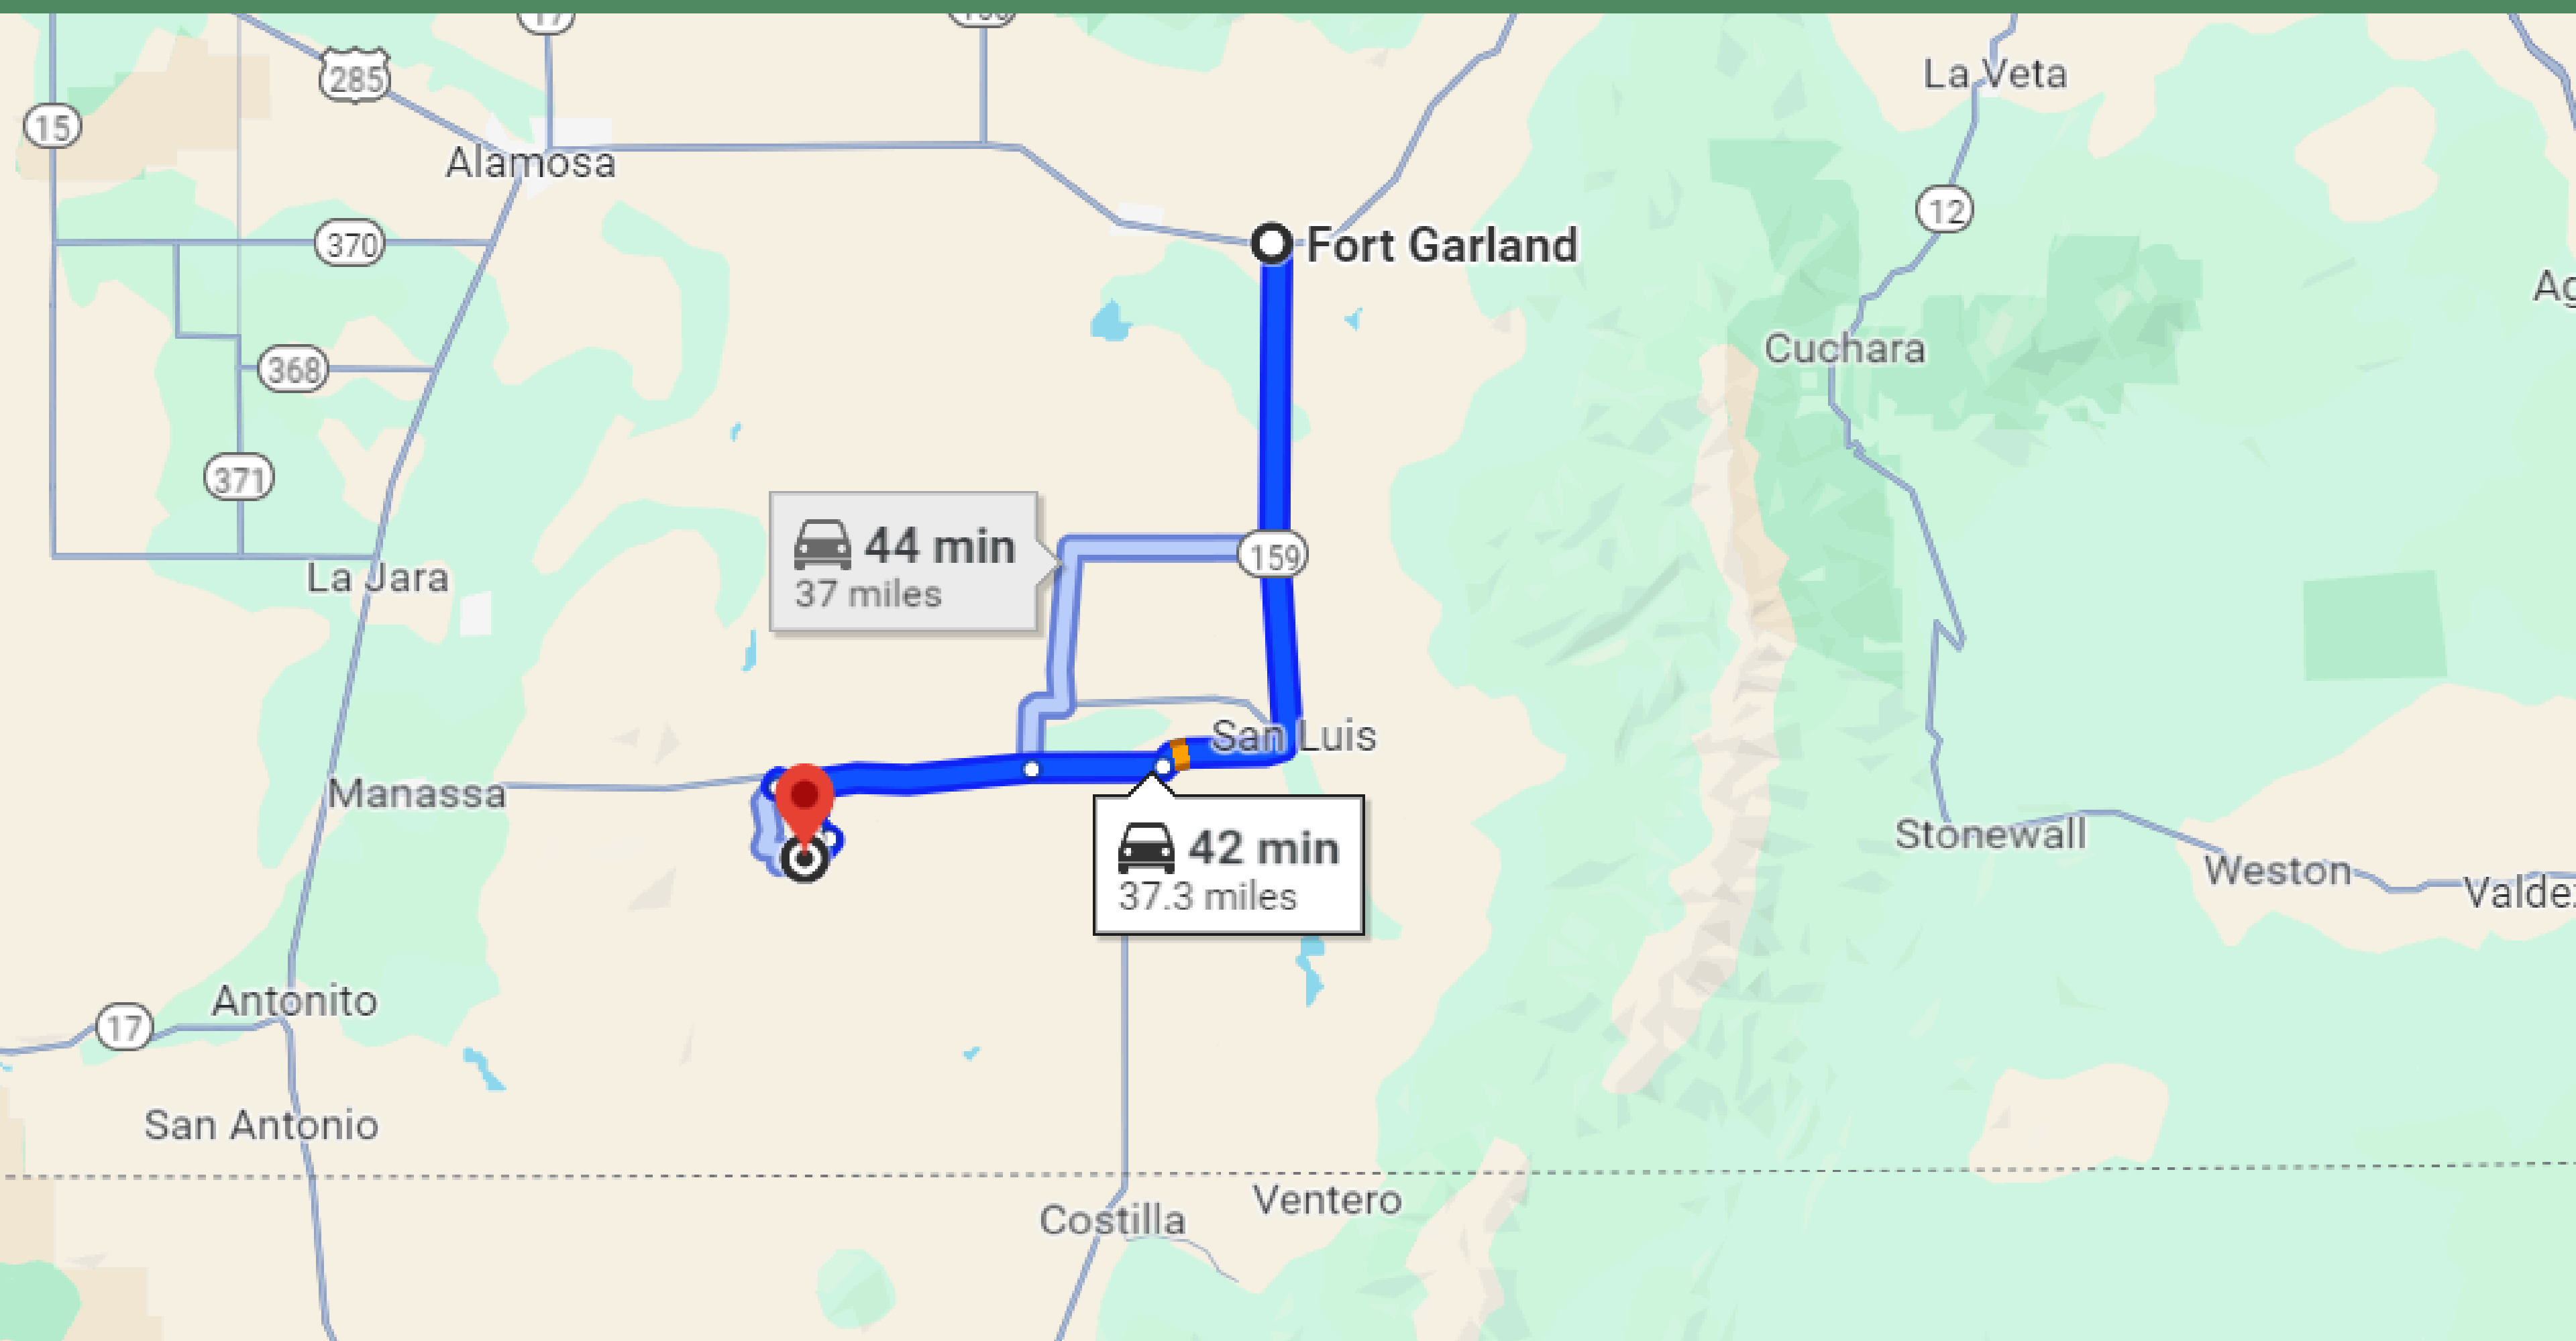 285
La Veta
15
Alamosa
12
370
Fort Garland
368
Cuchara
371
44 min
37 miles
159
La Jara
San Luis
Manassa
42 min
37.3 miles
Stonewall
Weston
Antonito
17
San Antonio
Ventero
Costilla